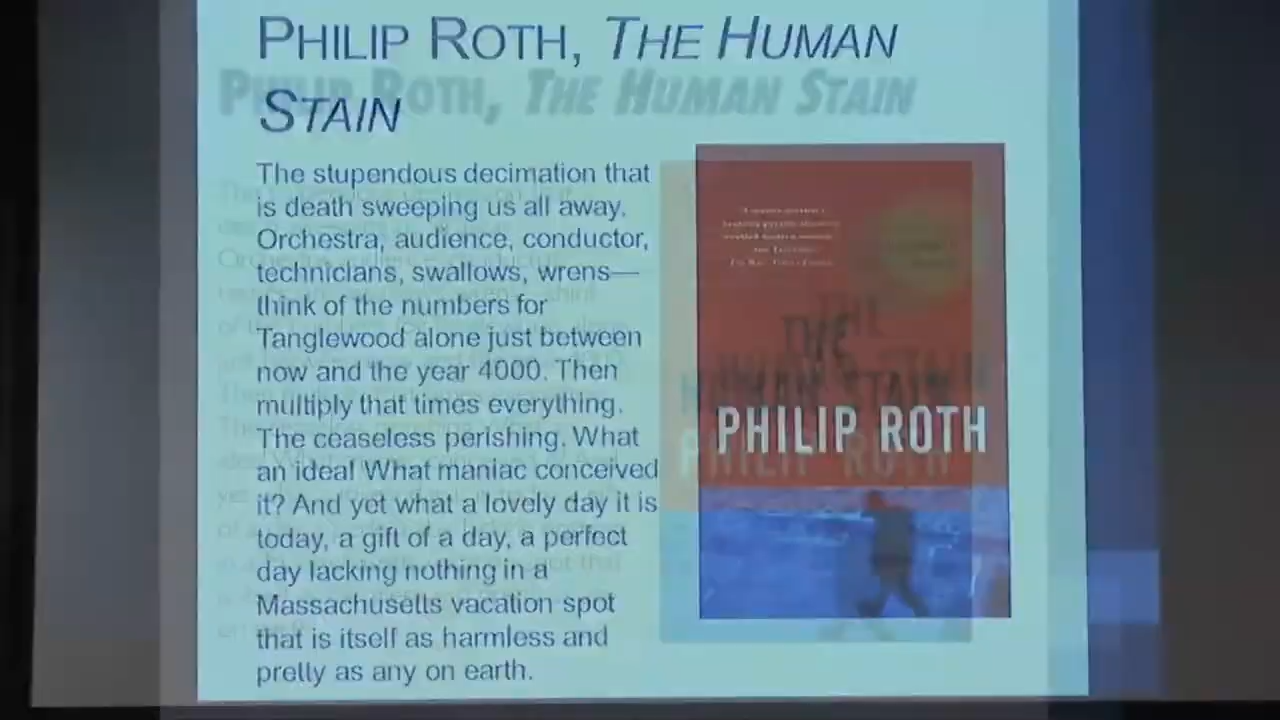 PHILIP ROTH, THE HUMAN
STAIN
The stupendous decimation that
is death sweeping us all away.
Orchestra, audience, conductor,
technicians, swallows, wrens—
think of the numbers for
Tanglewood alone just between
now and the year 4000. Then
multiply that times everything.
The ceaseless perishing. What
an idea! What maniac conceived
it? And yet what a lovely day it is
today, a gift of a day, a perfect
day lacking nothing in a
Massachusetts vacation spot
that is itself as harmless and
pretty as any on earth.
THE
HUMAN STAIN
PHILIP ROTH